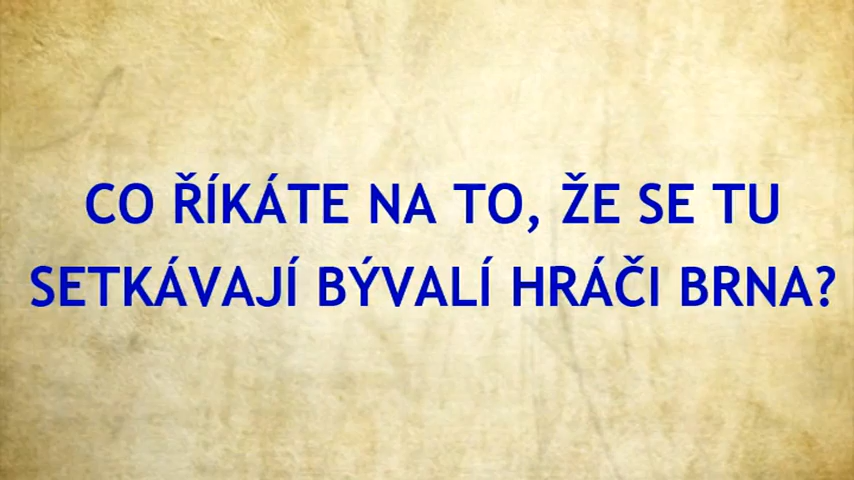 CO ŘÍKÁTE NA TO, ŽE SE TU
SETKÁVAJÍ BÝVALÍ HRÁČI BRNA?